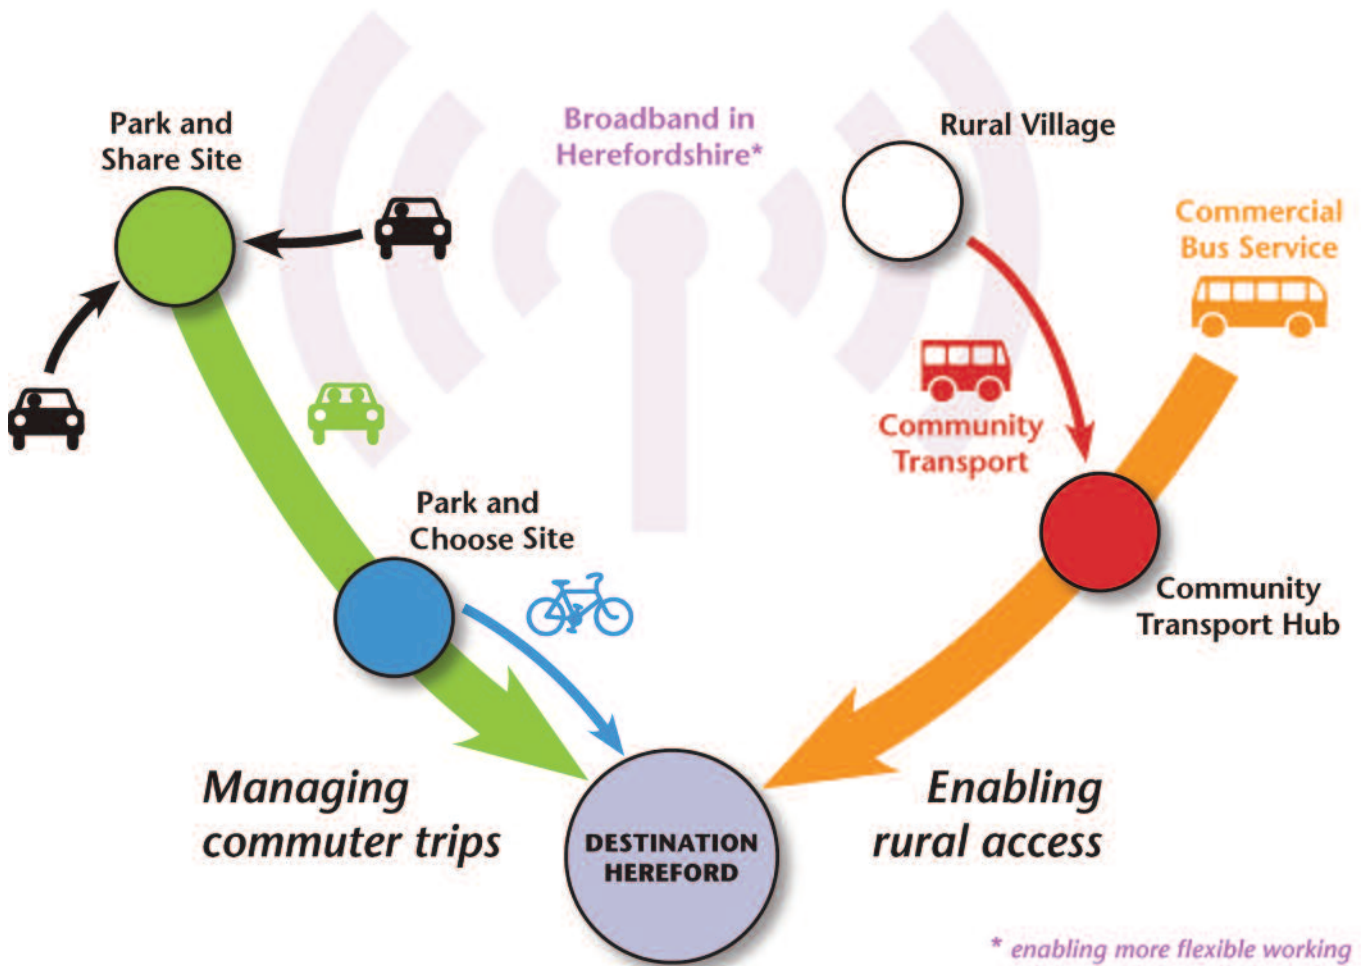 Park and
Share Site
Broadband in
Herefordshire*
Rural Village
Commercial
Bus Service
Community
Transport
Park and
Choose Site
Community
Transport Hub
Managing
commuter trips
DESTINATION
HEREFORD
Enabling
rural access
* enabling more flexible working